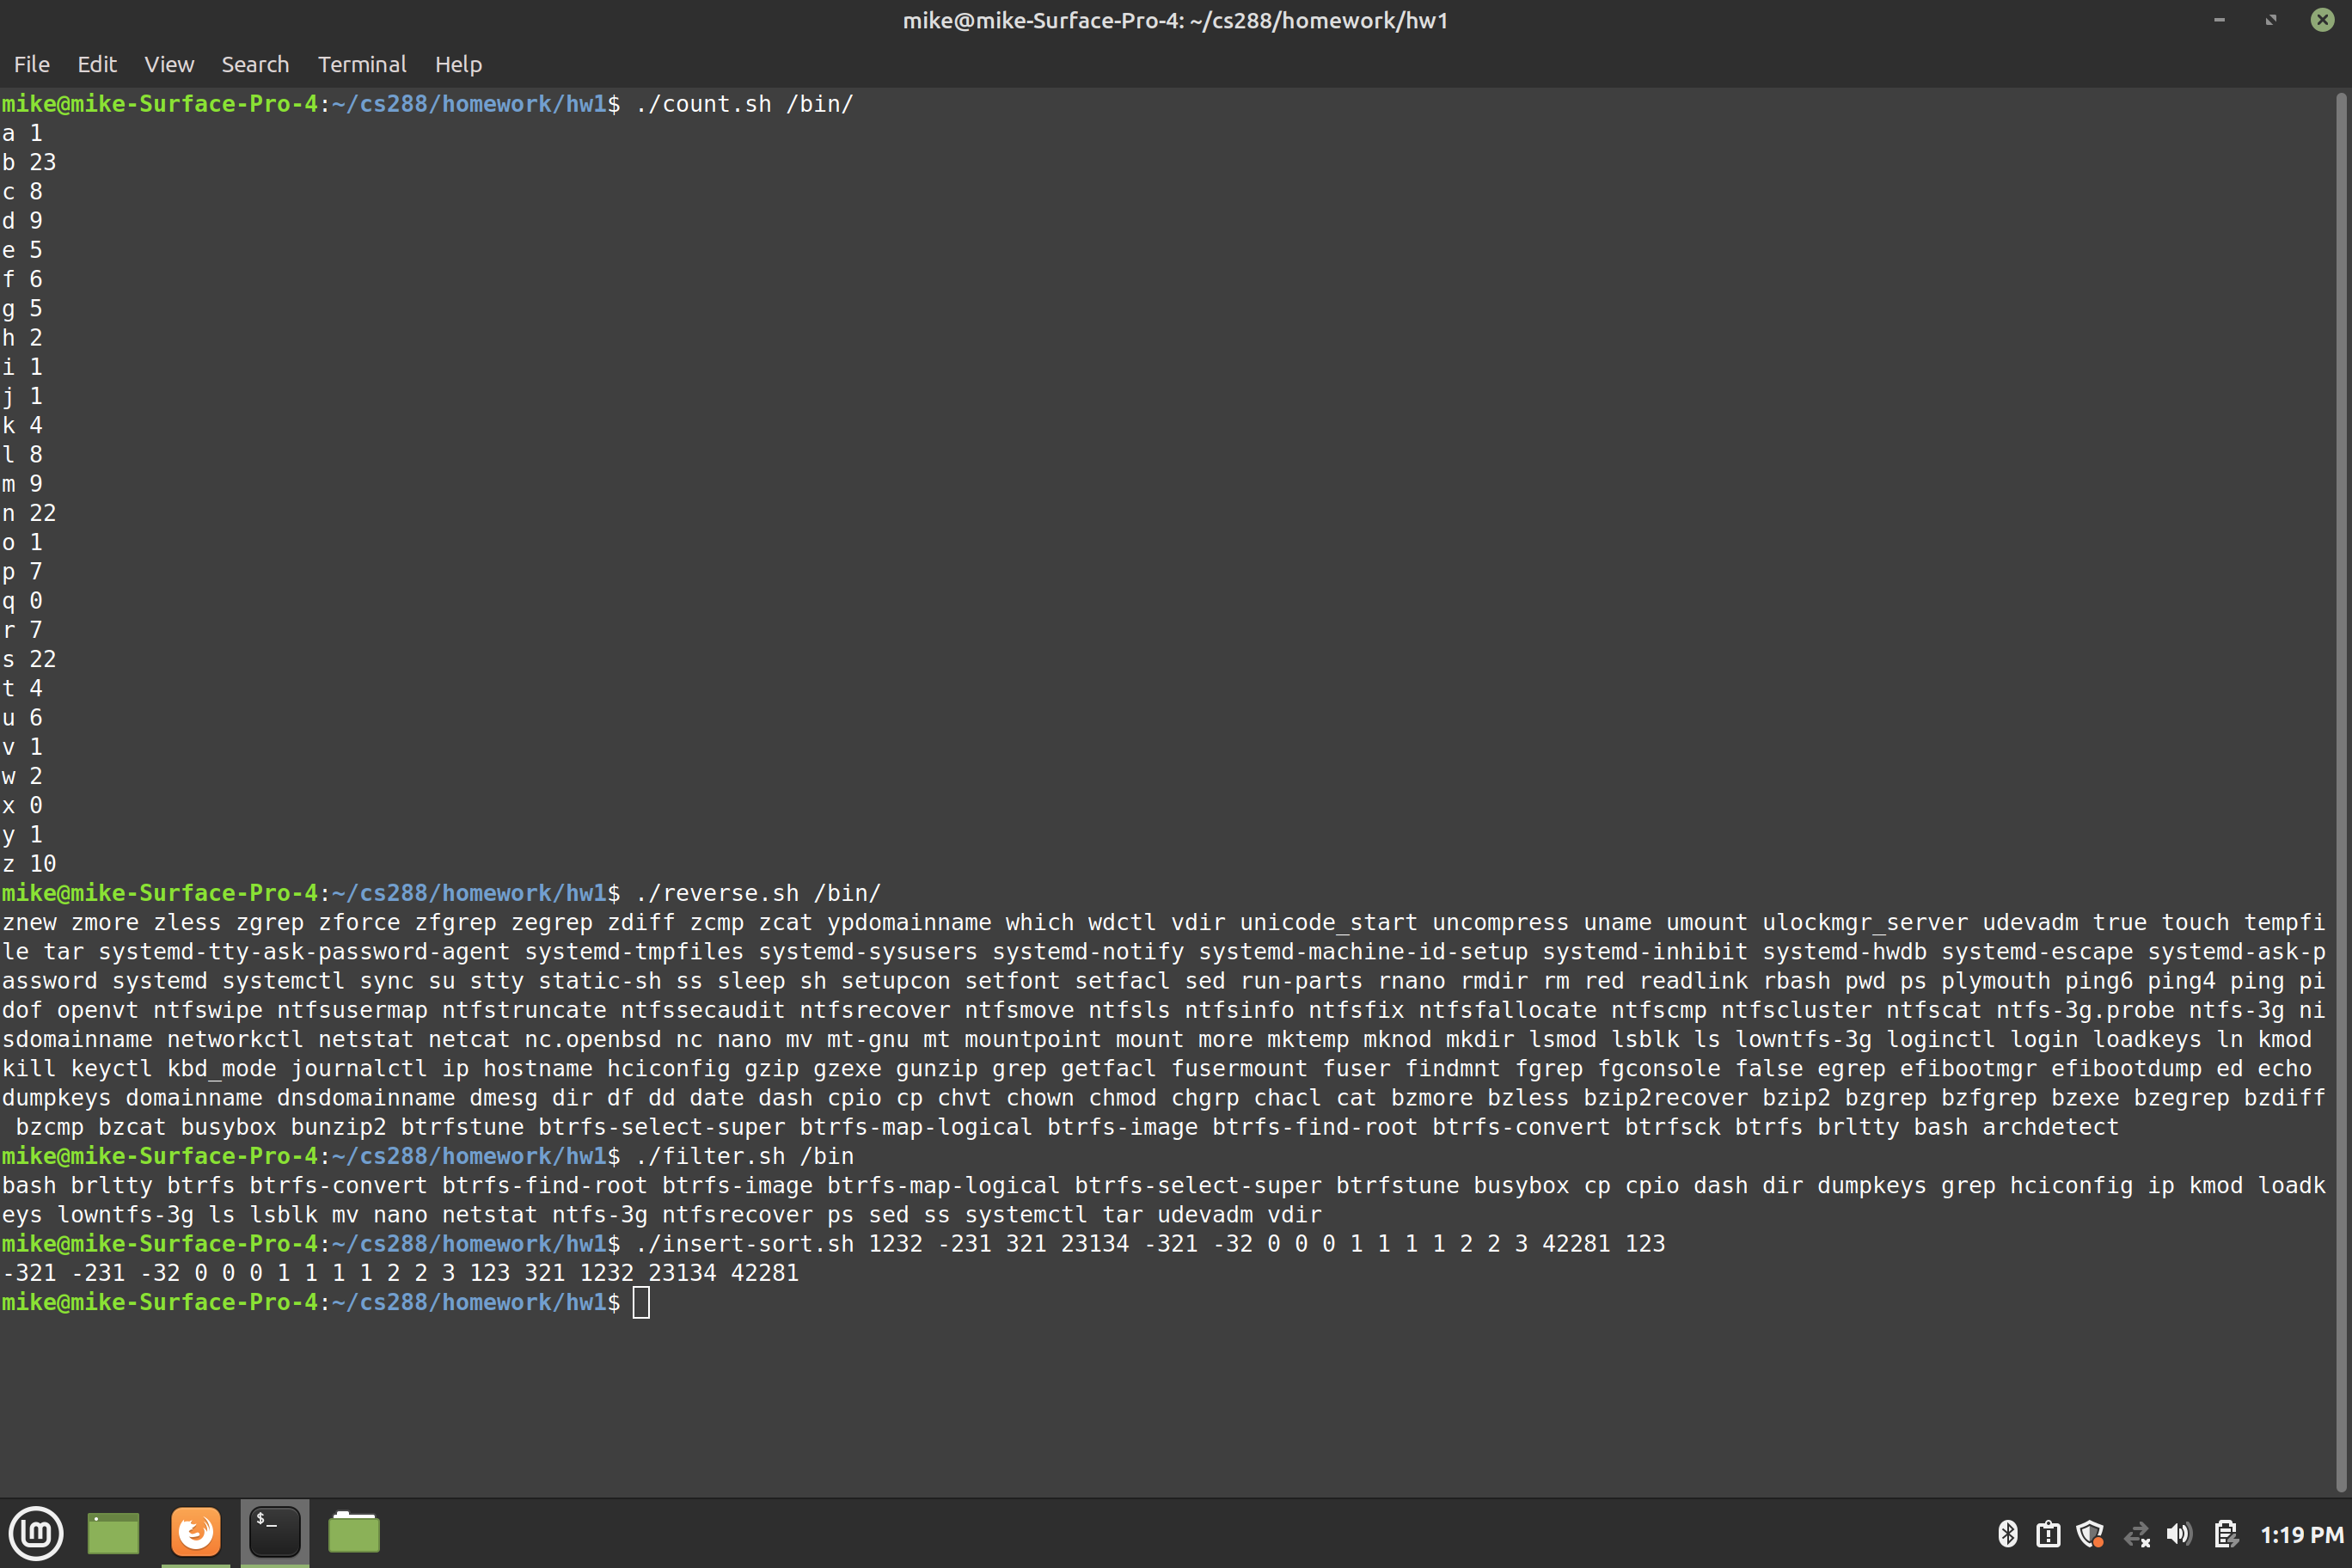 mike@mike-Surface-Pro-4: ~/cs288/homework/hw1
File Edit View Search Terminal Help
mike@mike-Surface-Pro-4:~/cs288/homework/hw1$ ./count.sh /bin/
a 1
b 23
c 8
d 9
e 5
f 6
g 5
h 2
i 1
j 1
k 4
l 8
m 9
n 22
o 1
p 7
q 0
r 7
s 22
t 4
u 6
v 1
w 2
x 0
y 1
z 10
mike@mike-Surface-Pro-4:~/cs288/homework/hw1$ ./reverse.sh /bin/
znew zmore zless zgrep zforce zfgrep zegrep zdiff zcmp zcat ypdomainname which wdctl vdir unicode_start uncompress uname umount ulockmgr_server udevadm true touch tempfi
le tar systemd-tty-ask-password-agent systemd-tmpfiles systemd-sysusers systemd-notify systemd-machine-id-setup systemd-inhibit systemd-hwdb systemd-escape systemd-ask-p
assword systemd systemctl sync su stty static-sh ss sleep sh setupcon setfont setfacl sed run-parts rnano rmdir rm red readlink rbash pwd ps plymouth ping6 ping4 ping pi
dof openvt ntfswipe ntfsusermap ntfstruncate ntfssecaudit ntfsrecover ntfsmove ntfsls ntfsinfo ntfsfix ntfsfallocate ntfscmp ntfscluster ntfscat ntfs-3g.probe ntfs-3g ni
sdomainname networkctl netstat netcat nc.openbsd nc nano mv mt-gnu mt mountpoint mount more mktemp mknod mkdir lsmod lsblk ls lowntfs-3g loginctl login loadkeys ln kmod
kill keyctl kbd_mode journalctl ip hostname hciconfig gzip gzexe gunzip grep getfacl fusermount fuser findmnt fgrep fgconsole false egrep efibootmgr efibootdump ed echo
dumpkeys domainname dnsdomainname dmesg dir df dd date dash cpio cp chvt chown chmod chgrp chacl cat bzmore bzless bzip2recover bzip2 bzgrep bzfgrep bzexe bzegrep bzdiff
bzcmp bzcat busybox bunzip2 btrfstune btrfs-select-super btrfs-map-logical btrfs-image btrfs-find-root btrfs-convert btrfsck btrfs brltty bash archdetect
mike@mike-Surface-Pro-4:~/cs288/homework/hw1$ ./filter.sh /bin
bash brltty btrfs btrfs-convert btrfs-find-root btrfs-image btrfs-map-logical btrfs-select-super btrfstune busybox cp cpio dash dir dumpkeys grep hciconfig ip kmod loadk
eys lowntfs-3g ls lsblk mv nano netstat ntfs-3g ntfsrecover ps sed ss systemctl tar udevadm vdir
mike@mike-Surface-Pro-4:~/cs288/homework/hw1$ ./insert-sort.sh 1232 -231 321 23134 -321 -32 0 0 0 1 1 1 1 2 2 3 42281 123
-321 -231 -32 0 0 0 1 1 1 1 2 2 3 123 321 1232 23134 42281
mike@mike-Surface-Pro-4:~/cs288/homework/hw1$
$_
1:19 PM